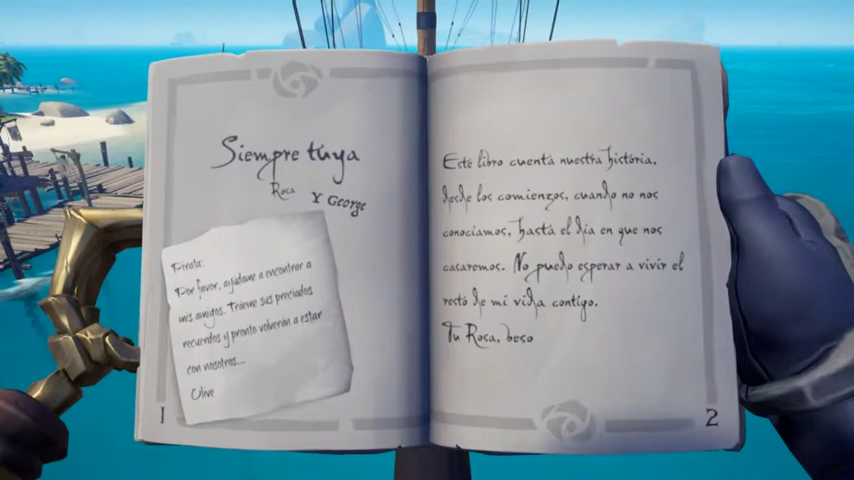 Siempre tuya
Rosa
Y George
Pirata:
Por favor, ayúdame a encontrar a
mis amigos. Tráeme sus preciados
recuerdos y pronto volverán a estar
con nosotros...
Olive
1
Este libro cuenta nuestra historia,
desde los comienzos, cuando no nos
conocíamos, hasta el día en que nos
casaremos. No puedo esperar a vivir el
resto de mi vida contigo.
Tu Rosa, beso
2